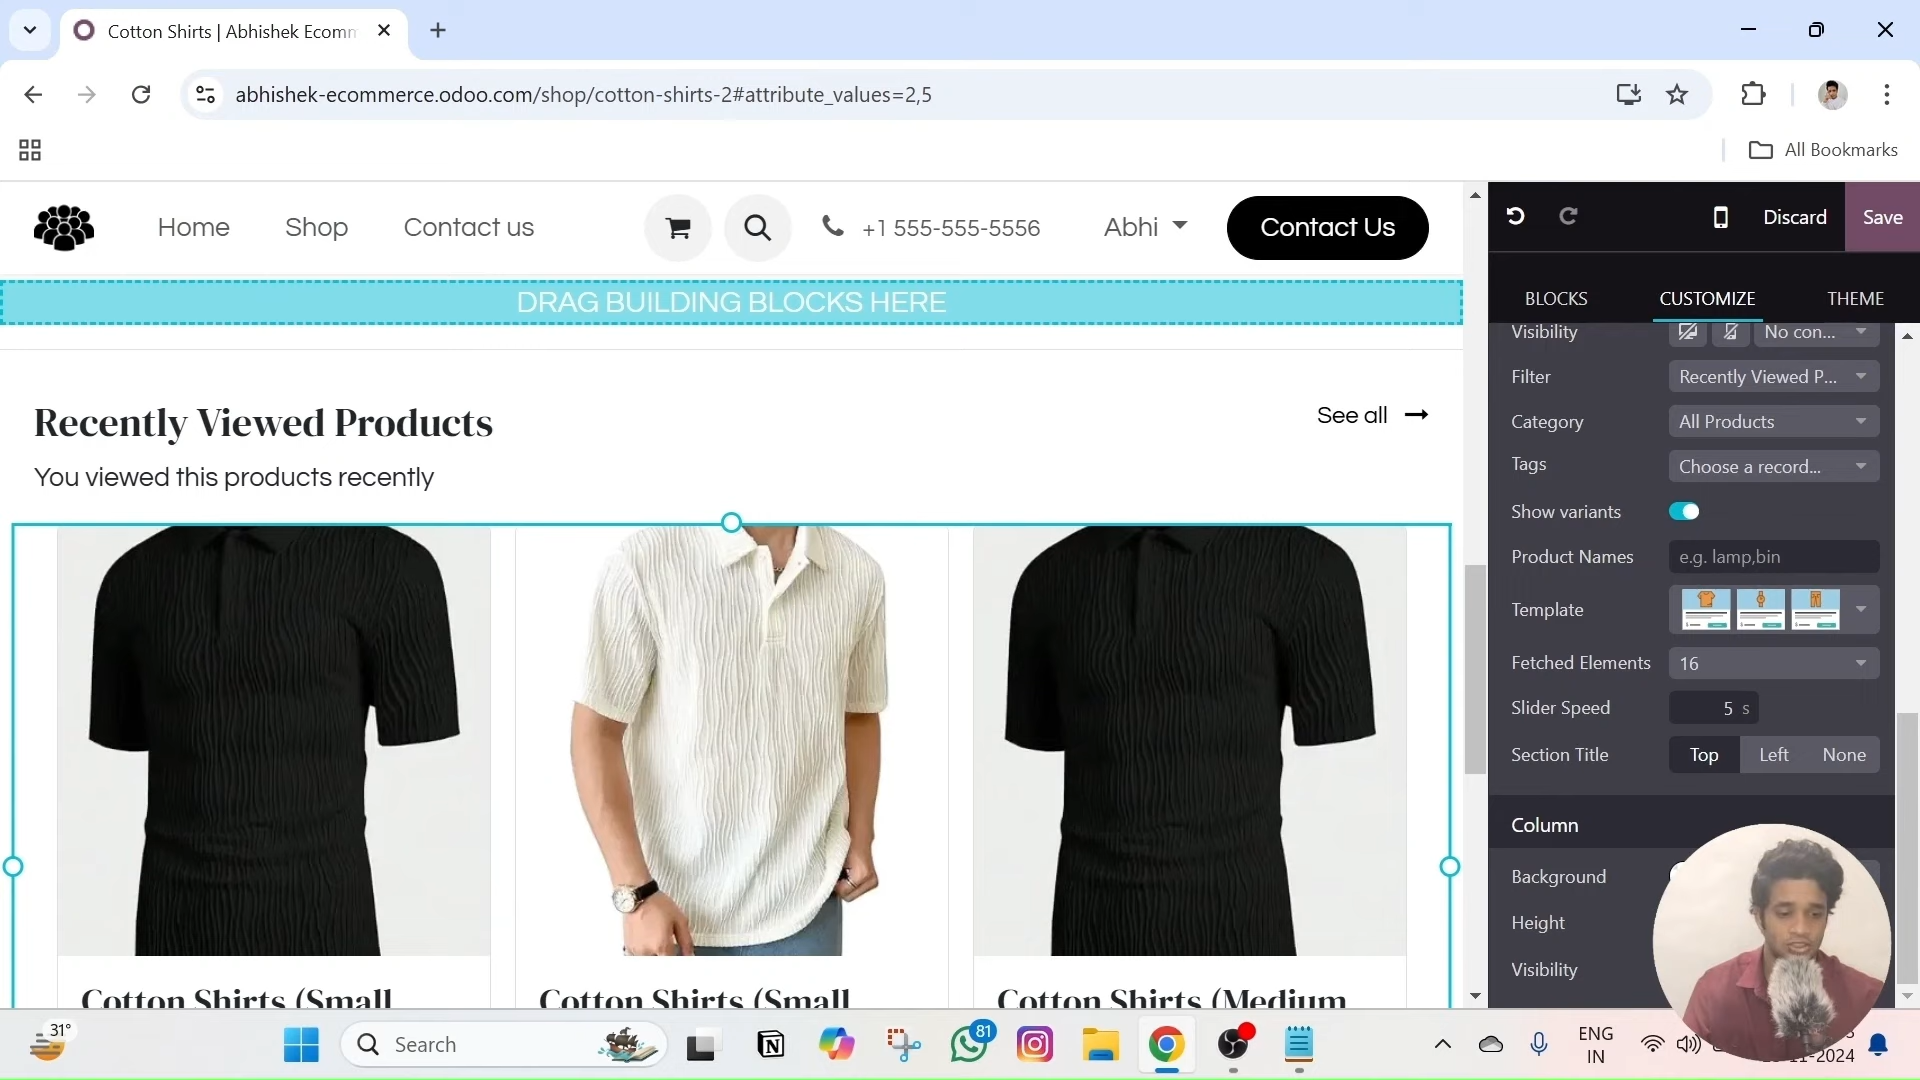 Cotton Shirts | Abhishek Ecomm
abhishek-ecommerce.odoo.com/shop/cotton-shirts-2#attribute_values=2,5
All Bookmarks
Home
Shop
Contact us
+1 555-555-5556
Abhi
Contact Us
Discard
Save
DRAG BUILDING BLOCKS HERE
BLOCKS
CUSTOMIZE
THEME
Visibility
No con...
Filter
Recently Viewed P...
Category
All Products
Tags
Choose a record...
Show variants
Product Names
e.g. lamp,bin
Template
Fetched Elements
16
Slider Speed
5 s
Section Title
Top
Left
None
Column
Background
Height
Visibility
Recently Viewed Products
See all
You viewed this products recently
Cotton Shirts (Small
Cotton Shirts (Small
Cotton Shirts (Medium
31°
Search
81
ENG
IN
11-2024